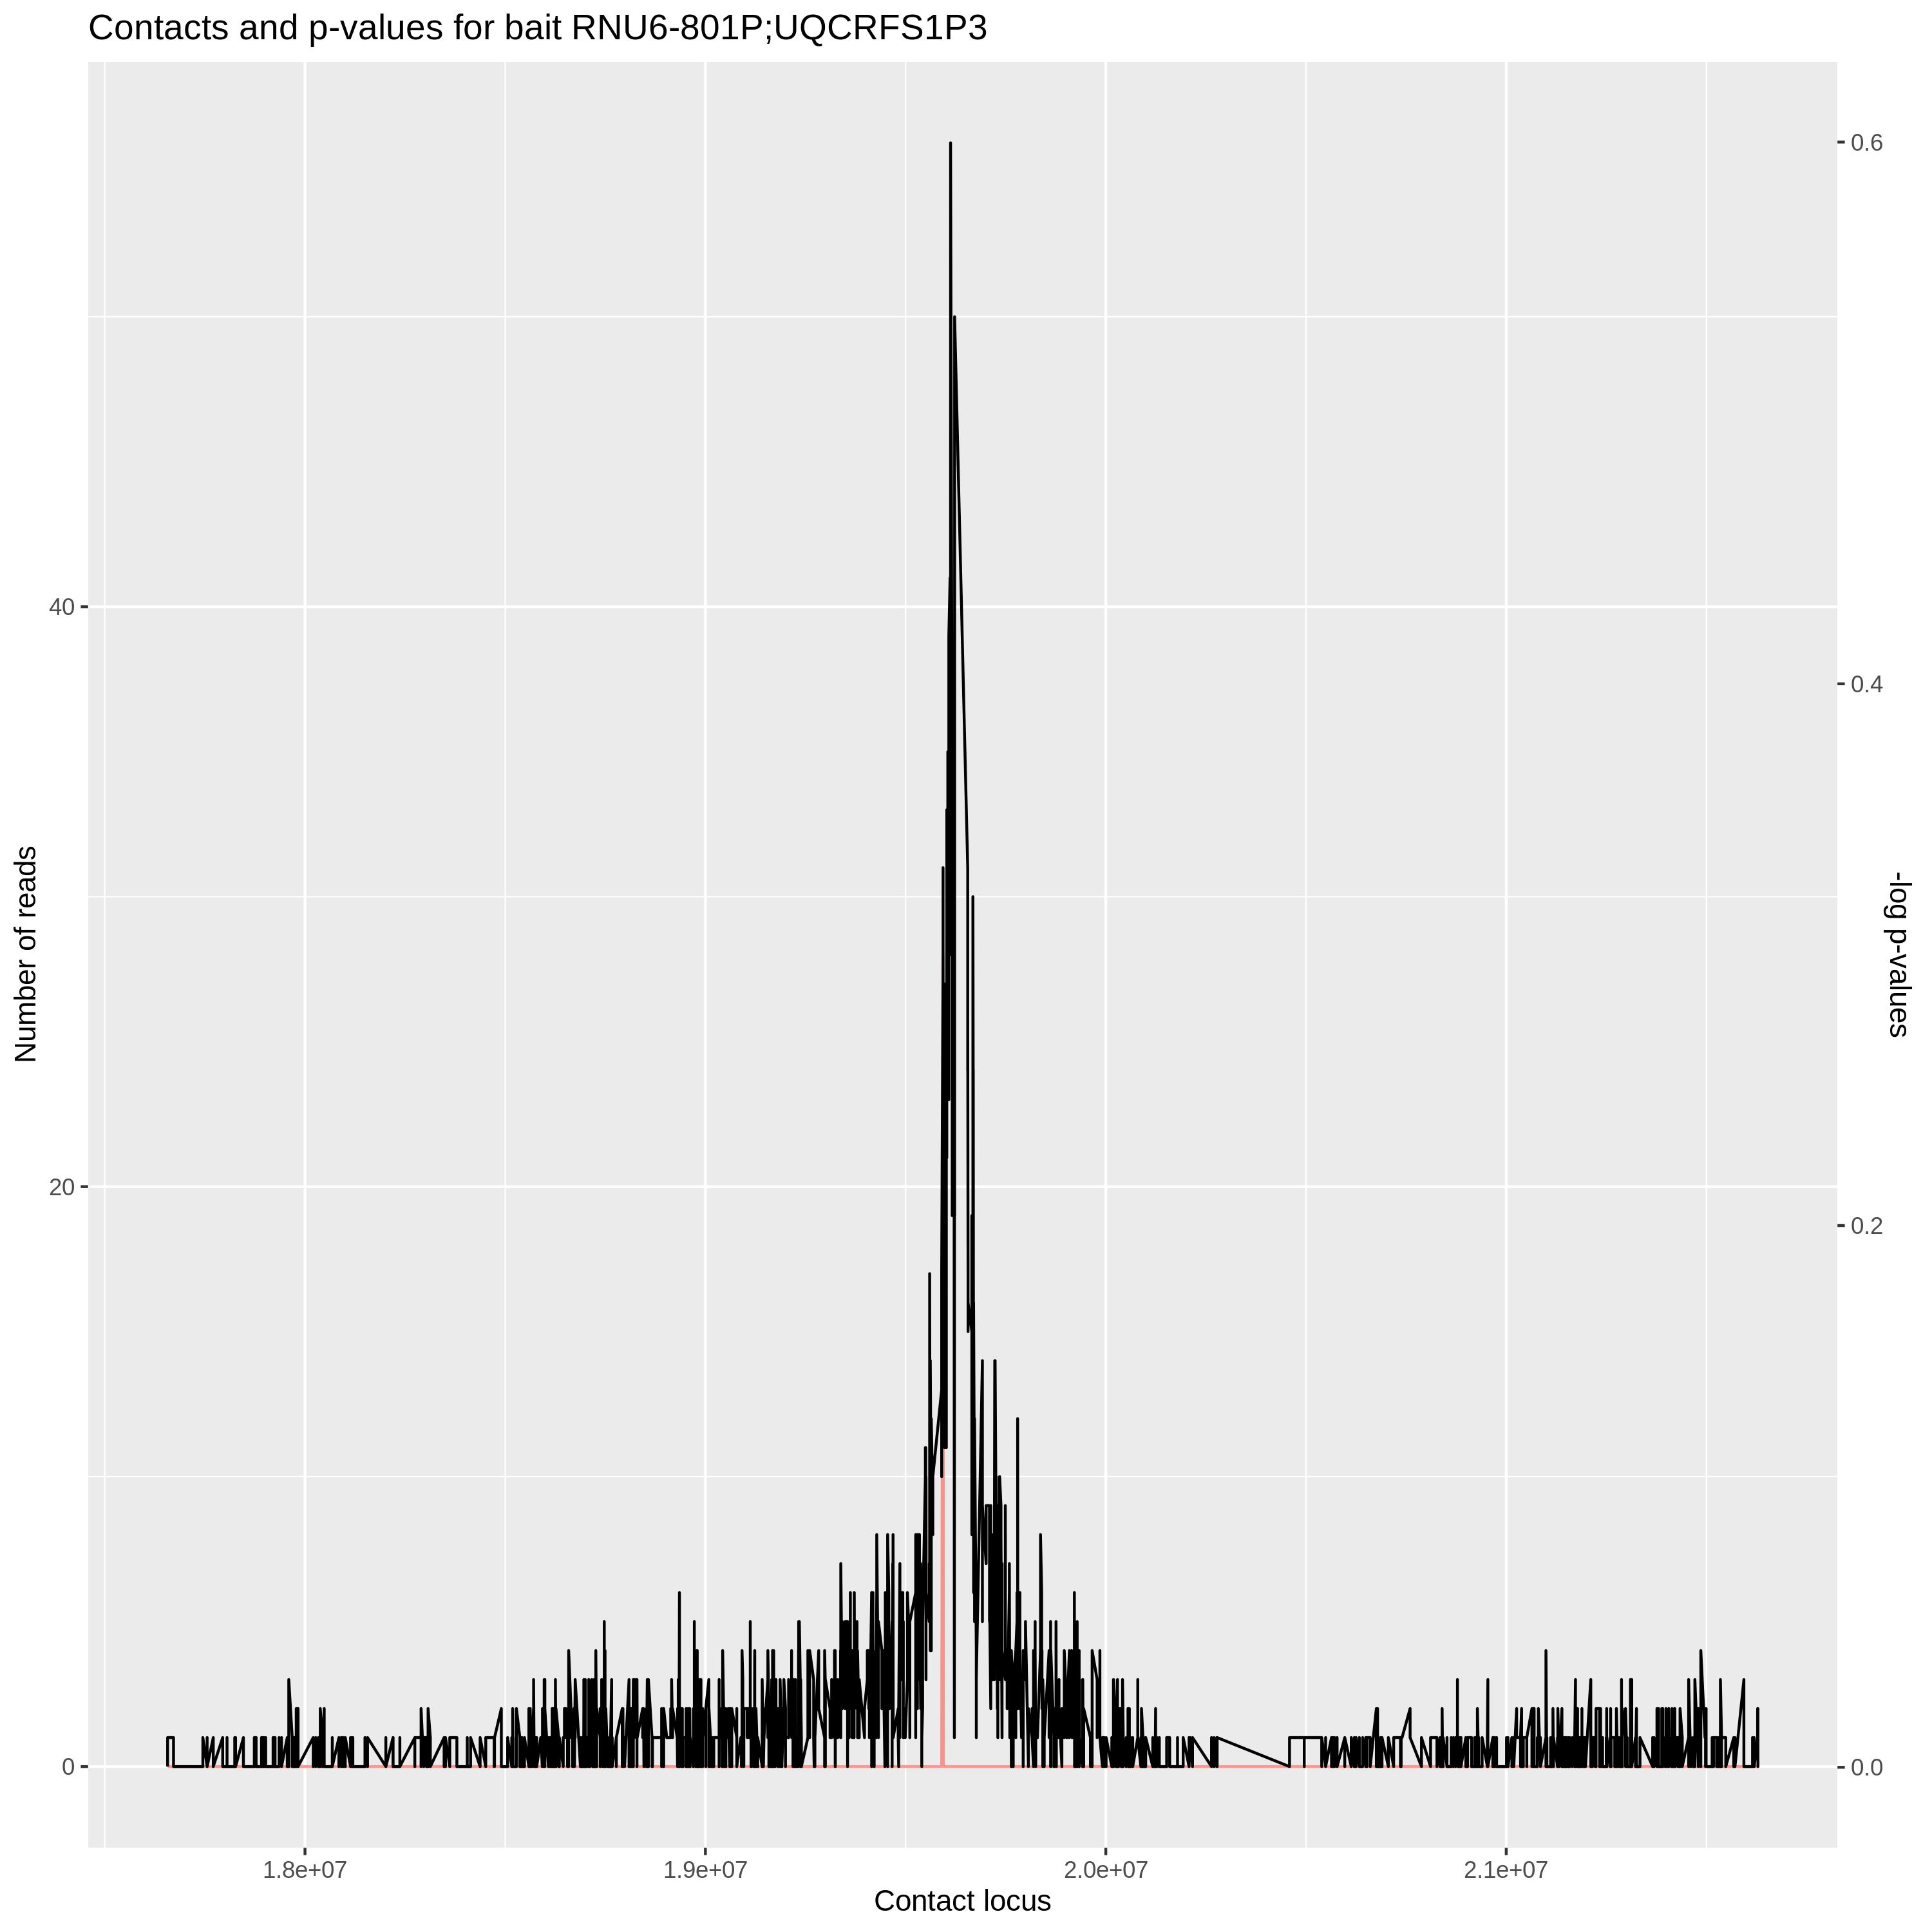 Contacts and p-values for bait RNU6-801P;UQCRFS1P3
Number of reads
40
20
0
0.6
0.4
0.2
0.0
-log p-values
1.8e+07
1.9e+07
2.0e+07
2.1e+07
Contact locus